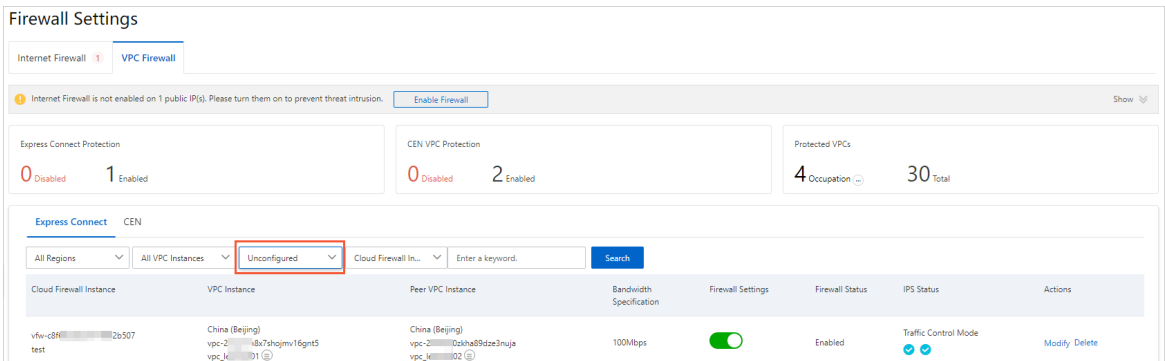 Firewall Settings
Internet Firewall 1 VPC Firewall
Internet Firewall is not enabled on 1 public IP(s). Please turn them on to prevent threat intrusion. Enable Firewall Show
Express Connect Protection CEN VPC Protection Protected VPCs
0 Disabled 1 Enabled 0 Disabled 2 Enabled 4 Occupation ... 30 Total
Express Connect CEN
All Regions All VPC Instances Unconfigured Cloud Firewall In... Enter a keyword. Search
Cloud Firewall Instance VPC Instance Peer VPC Instance Bandwidth Specification Firewall Settings Firewall Status IPS Status Actions
China (Beijing) China (Beijing) Traffic Control Mode
100Mbps Enabled Modify Delete
test